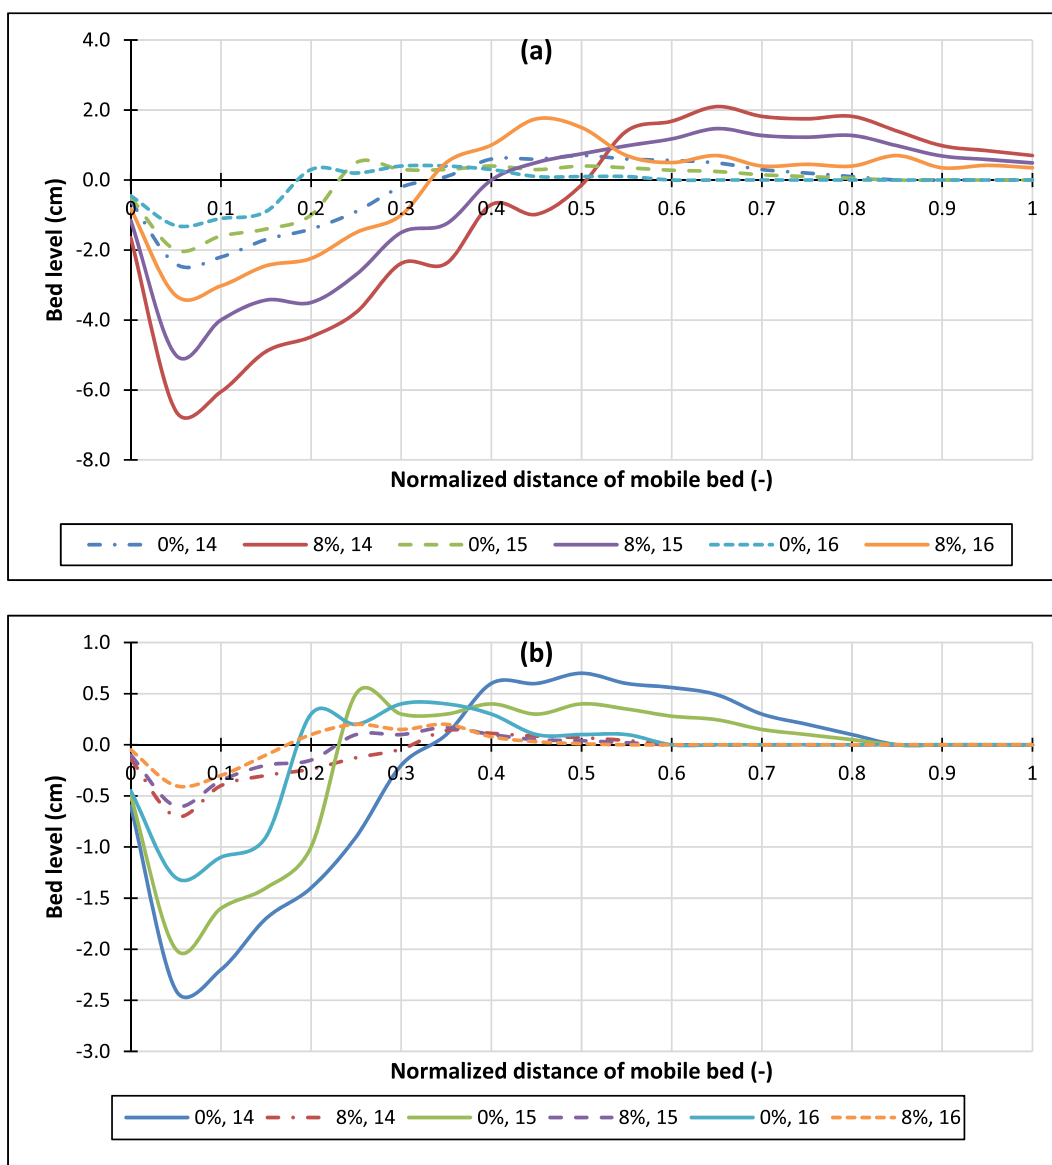 (a)
4.0
2.0
0.0
-2.0
-4.0
-6.0
-8.0
0 0.1 0.2 0.3 0.4 0.5 0.6 0.7 0.8 0.9 1
Bed level (cm)
Normalized distance of mobile bed (-)
0%, 14 8%, 14 0%, 15 8%, 15 0%, 16 8%, 16
(b)
1.0
0.5
0.0
-0.5
-1.0
-1.5
-2.0
-2.5
-3.0
0 0.1 0.2 0.3 0.4 0.5 0.6 0.7 0.8 0.9 1
Bed level (cm)
Normalized distance of mobile bed (-)
0%, 14 8%, 14 0%, 15 8%, 15 0%, 16 8%, 16